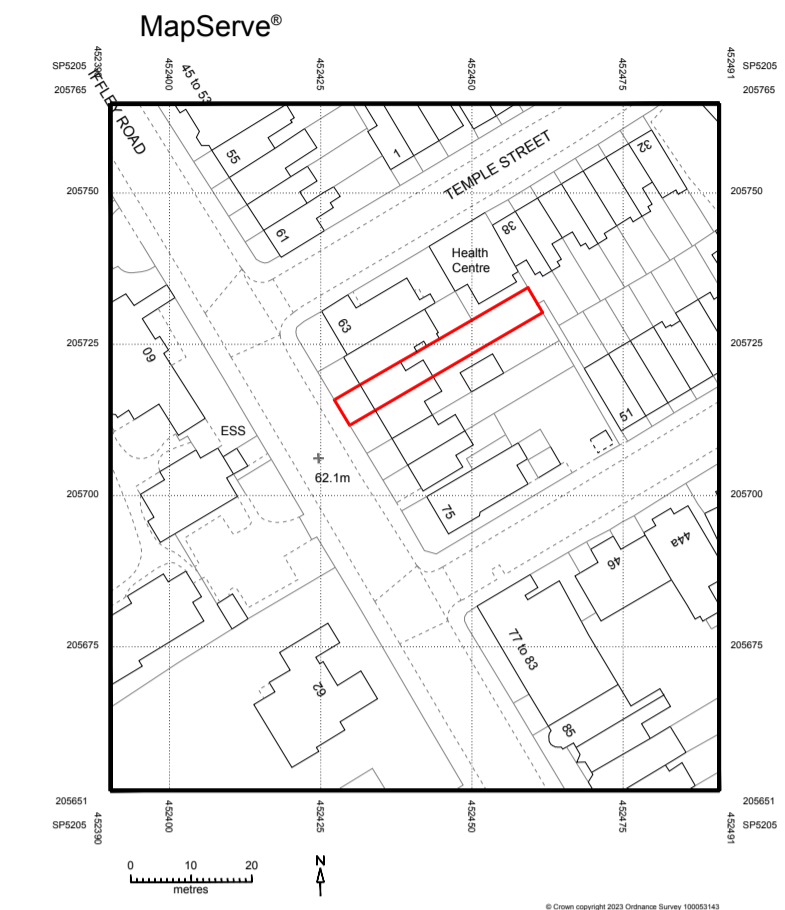 MapServe®
SP5205
205765
452390
452400
452425
452450
452475
452491
SP5205
205765
IFFLEY ROAD
45 to 53
55
61
1
TEMPLE STREET
32
38
Health
Centre
205750
205750
63
60
205725
205725
51
ESS
62.1m
75
205700
205700
46
44a
77 to 83
205675
205675
62
85
205651
SP5205
452390
452400
452425
452450
452475
452491
205651
SP5205
0 10 20
metres
N
© Crown copyright 2023 Ordnance Survey 100053143